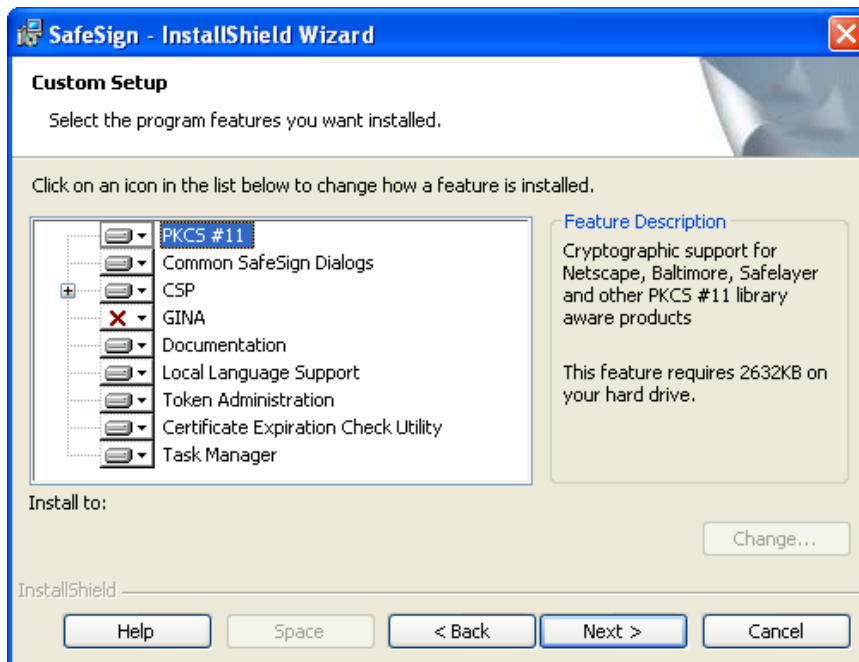 SafeSign - InstallShield Wizard
Custom Setup
Select the program features you want installed.
Click on an icon in the list below to change how a feature is installed.
PKCS #11
Common SafeSign Dialogs
CSP
GINA
Documentation
Local Language Support
Token Administration
Certificate Expiration Check Utility
Task Manager
Feature Description
Cryptographic support for
Netscape, Baltimore, Safelayer
and other PKCS #11 library
aware products
This feature requires 2632KB on
your hard drive.
Install to:
Change...
InstallShield
Help
Space
< Back
Next >
Cancel